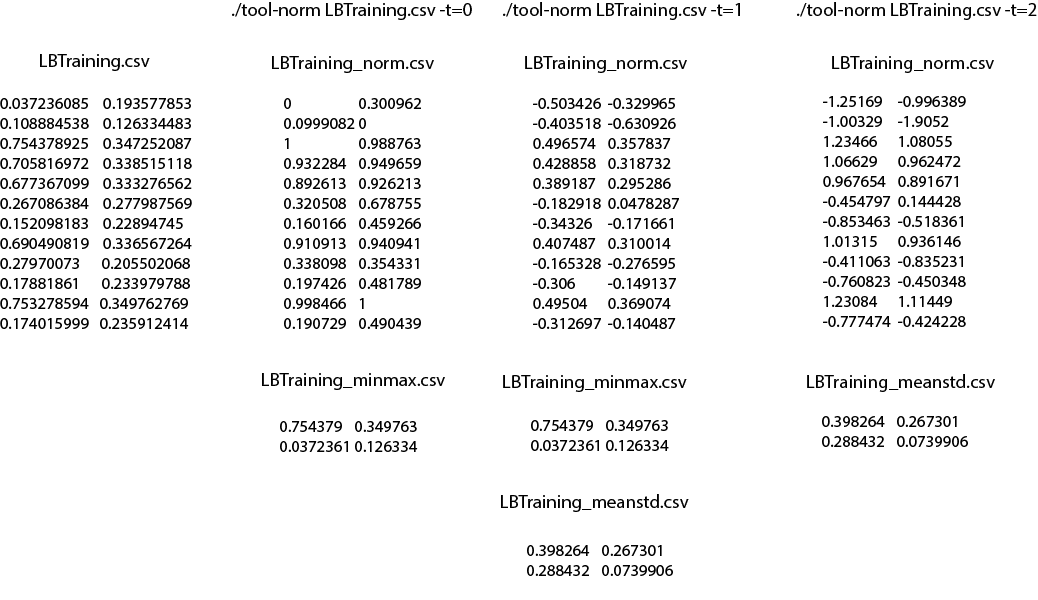 ./tool-norm LBTraining.csv -t=0 ./tool-norm LBTraining.csv -t=1 ./tool-norm LBTraining.csv -t=2
LBTraining.csv LBTraining_norm.csv LBTraining_norm.csv LBTraining_norm.csv
0.037236085 0.193577853 0 0.300962 -0.503426 -0.329965 -1.25169 -0.996389
0.108884538 0.126334483 0.0999082 0 -0.403518 -0.630926 -1.00329 -1.9052
0.754378925 0.347252087 1 0.988763 0.496574 0.357837 1.23466 1.08055
0.705816972 0.338515118 0.932284 0.949659 0.428858 0.318732 1.06629 0.962472
0.677367099 0.333276562 0.892613 0.926213 0.389187 0.295286 0.967654 0.891671
0.267086384 0.277987569 0.320508 0.678755 -0.182918 0.0478287 -0.454797 0.144428
0.152098183 0.22894745 0.160166 0.459266 -0.34326 -0.171661 -0.853463 -0.518361
0.690490819 0.336567264 0.910913 0.940941 0.407487 0.310014 1.01315 0.936146
0.27970073 0.205502068 0.338098 0.354331 -0.165328 -0.276595 -0.411063 -0.835231
0.17881861 0.233979788 0.197426 0.481789 -0.306 -0.149137 -0.760823 -0.450348
0.753278594 0.349762769 0.998466 1 0.49504 0.369074 1.23084 1.11449
0.174015999 0.235912414 0.190729 0.490439 -0.312697 -0.140487 -0.777474 -0.424228
LBTraining_minmax.csv LBTraining_minmax.csv LBTraining_meanstd.csv
0.754379 0.349763 0.754379 0.349763 0.398264 0.267301
0.0372361 0.126334 0.0372361 0.126334 0.288432 0.0739906
LBTraining_meanstd.csv
0.398264 0.267301
0.288432 0.0739906